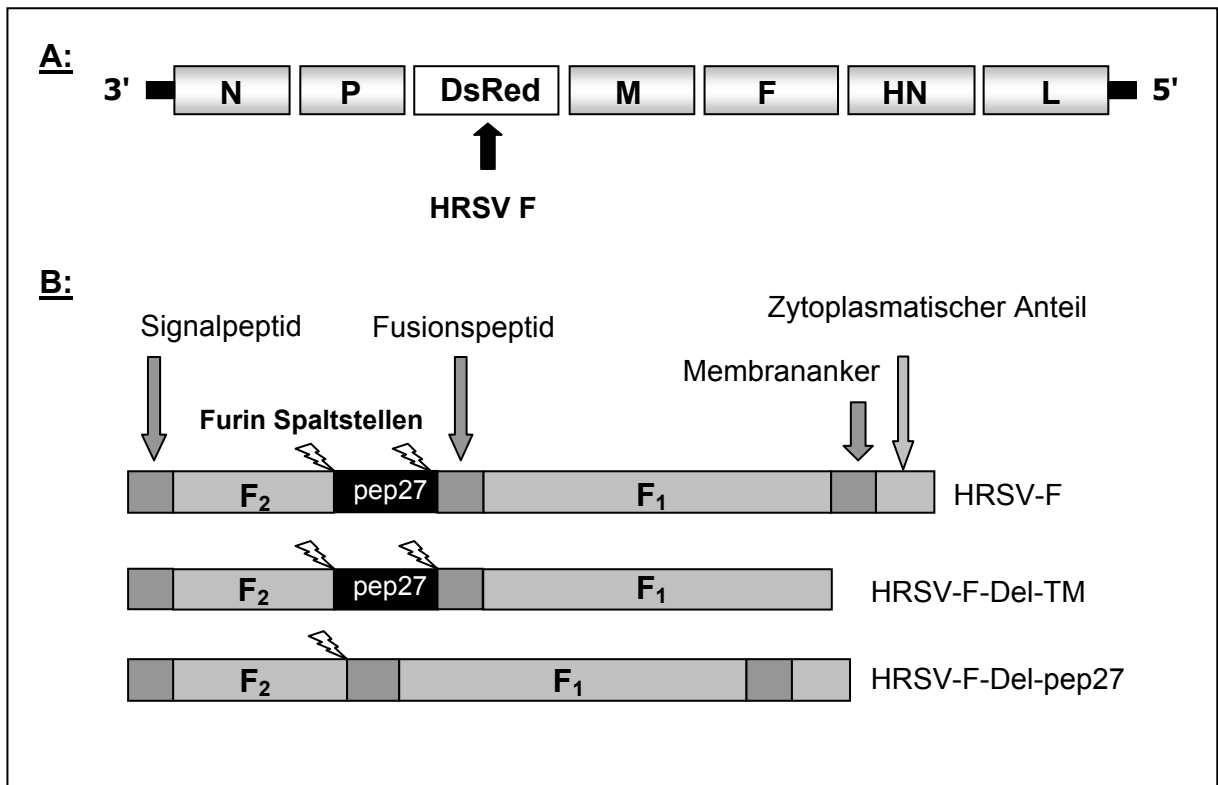 A:
3' N P DsRed M F HN L 5'
HRSV F
B:
Zytoplasmatischer Anteil
Signalpeptid Fusionspeptid
Membrananker
Furin Spaltstellen
F₂ pep27 F₁ HRSV-F
F₂ pep27 F₁ HRSV-F-Del-TM
F₂ F₁ HRSV-F-Del-pep27